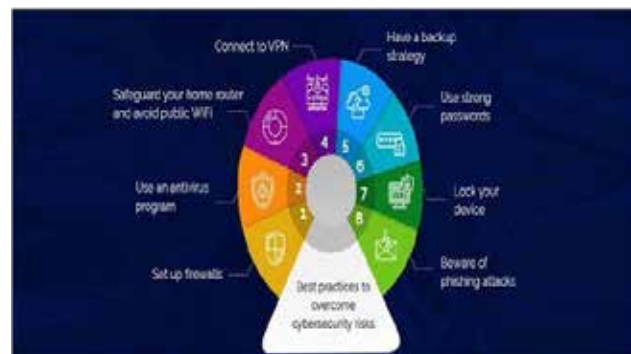 Connect to VPN
Have a backup
strategy
Safeguard your home router
and avoid public WiFi
Use strong
passwords
Use an antivirus
program
Lock your
device
Set up firewalls
Beware of
phishing attacks
1
2
3
4
5
6
7
8
Best practices to
overcome
cybersecurity risks